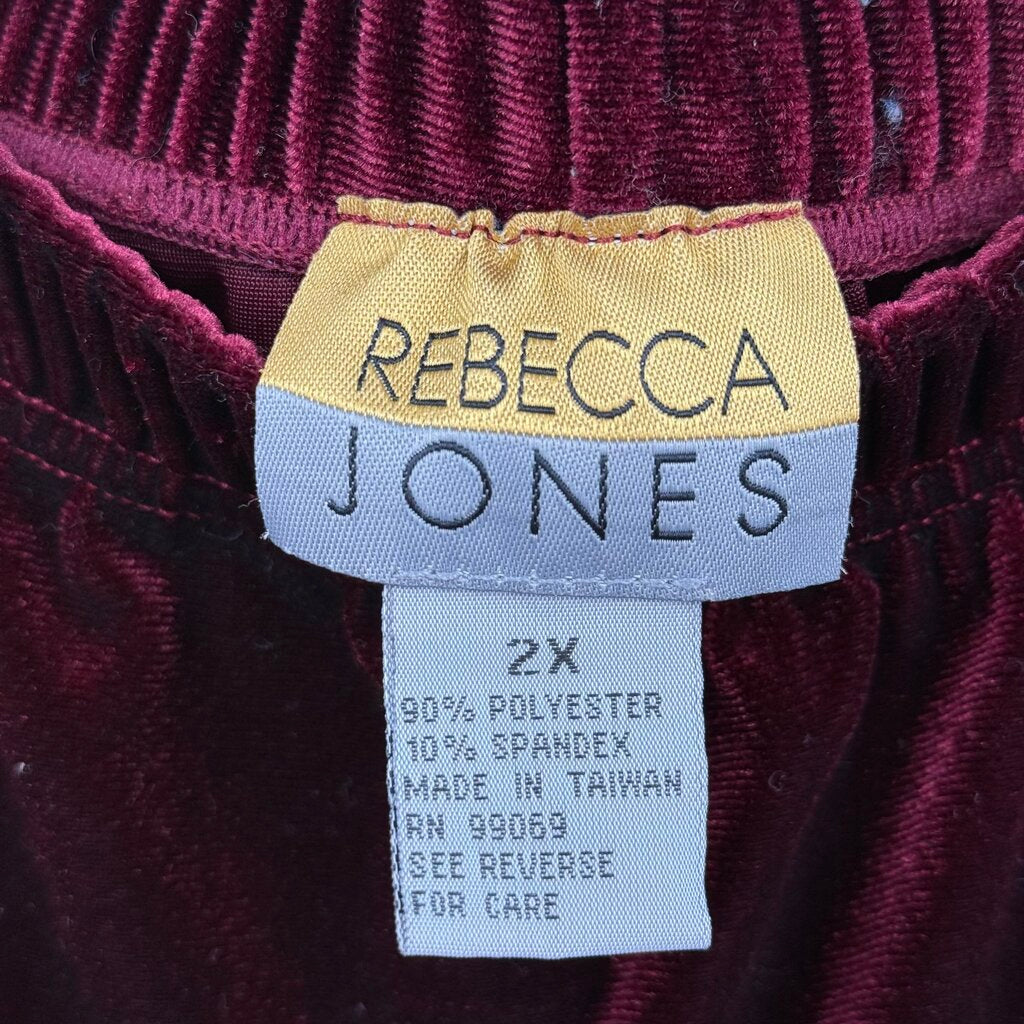 REBECCA
JONES
2X
90% POLYESTER
10% SPANDEX
MADE IN TAIWAN
RN 99069
SEE REVERSE
FOR CARE